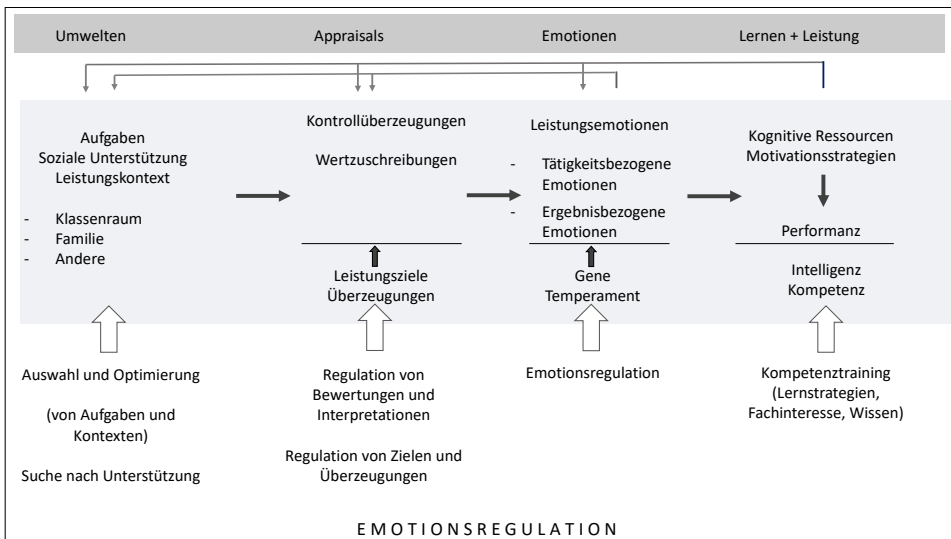 Umwelten
Appraisals
Emotionen
Lernen + Leistung
Aufgaben
Soziale Unterstützung
Leistungskontext
- Klassenraum
- Familie
- Andere
Kontrollüberzeugungen
Wertzuschreibungen
Leistungsziele
Überzeugungen
Leistungsemotionen
- Tätigkeitsbezogene
Emotionen
- Ergebnisbezogene
Emotionen
Gene
Temperament
Kognitive Ressourcen
Motivationsstrategien
Performanz
Intelligenz
Kompetenz
Auswahl und Optimierung
(von Aufgaben und
Kontexten)
Suche nach Unterstützung
Regulation von
Bewertungen und
Interpretationen
Regulation von Zielen und
Überzeugungen
Emotionsregulation
Kompetenztraining
(Lernstrategien,
Fachinteresse, Wissen)
EMOTIONSREGULATION